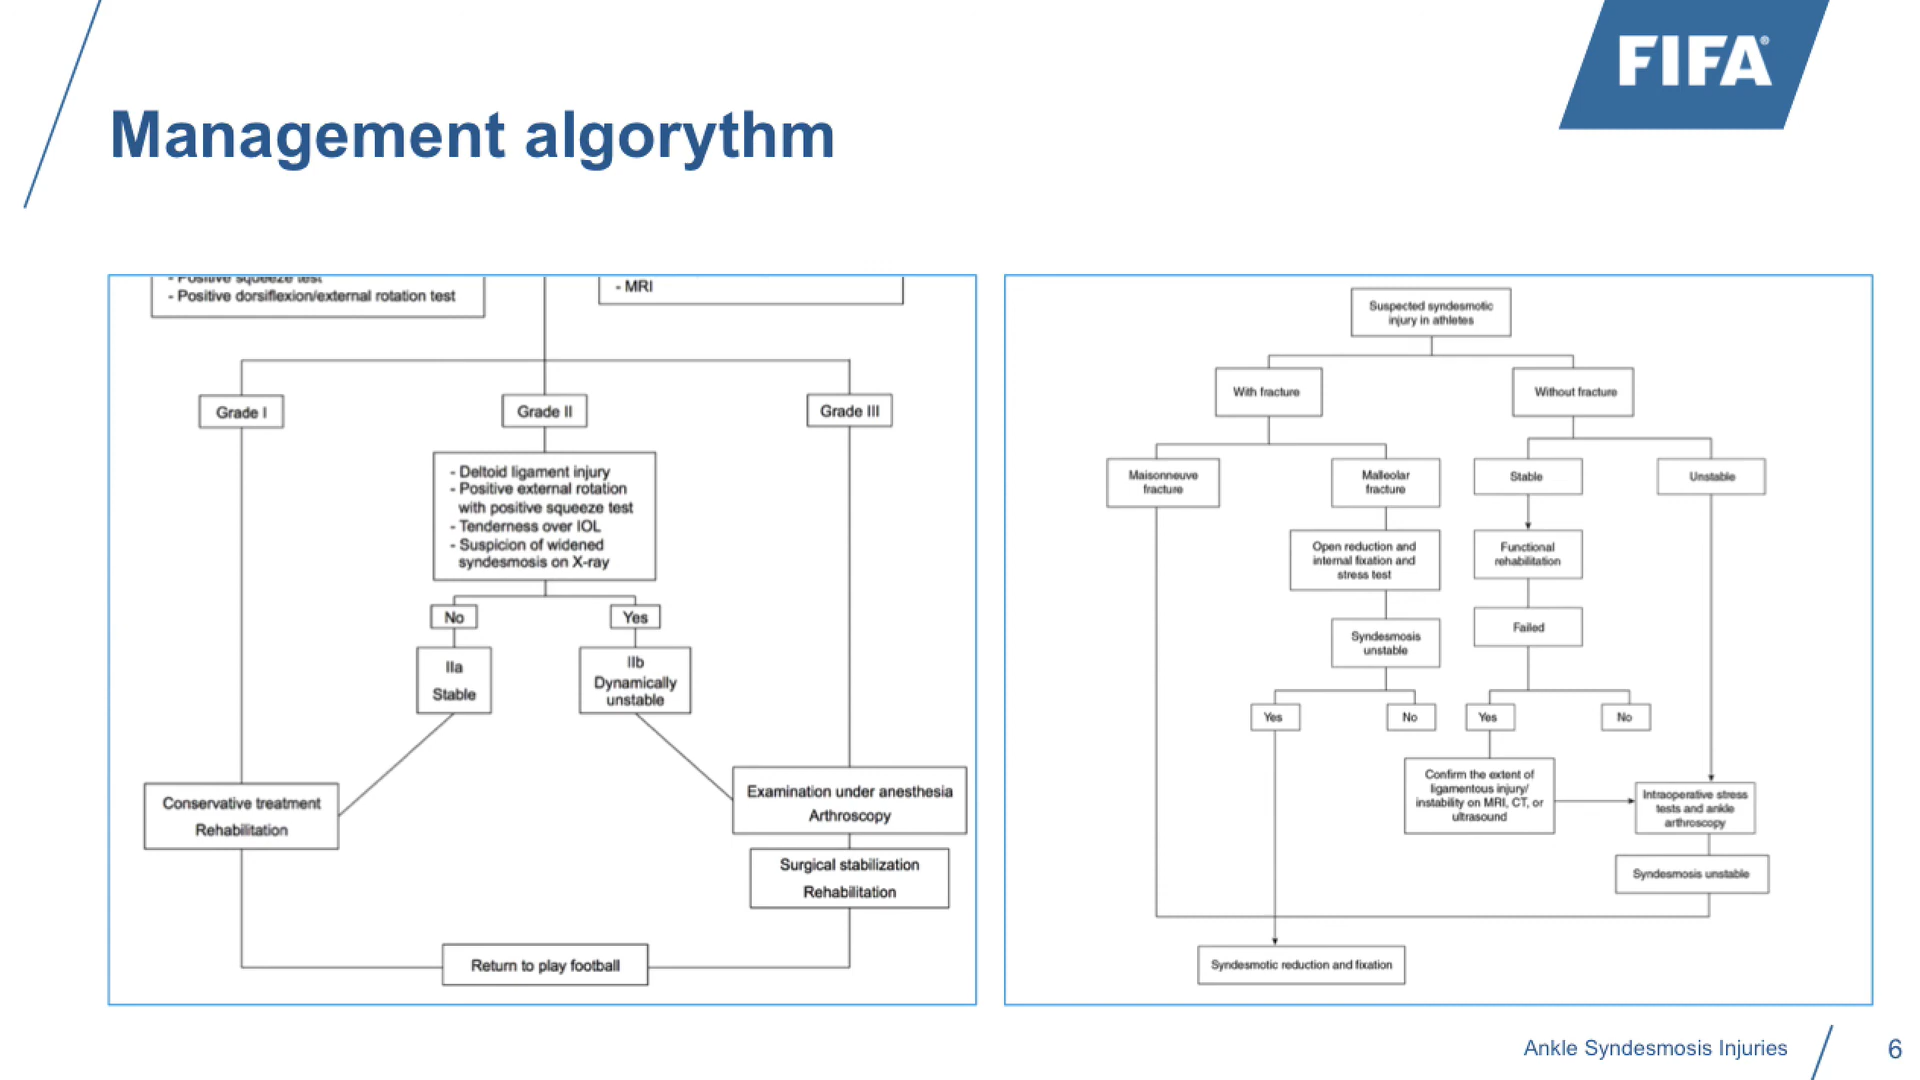 FIFA®
Management algorythm
- Positive squeeze test
- Positive dorsiflexion/external rotation test
- MRI
Grade I
Grade II
Grade III
- Deltoid ligament injury
- Positive external rotation
with positive squeeze test
- Tenderness over IOL
- Suspicion of widened
syndesmosis on X-ray
No
Yes
IIa
Stable
IIb
Dynamically
unstable
Conservative treatment
Rehabilitation
Examination under anesthesia
Arthroscopy
Surgical stabilization
Rehabilitation
Return to play football
Suspected syndesmotic
injury in athletes
With fracture
Without fracture
Maisonneuve
fracture
Malleolar
fracture
Stable
Unstable
Open reduction and
internal fixation and
stress test
Functional
rehabilitation
Syndesmosis
unstable
Failed
Yes
No
Yes
No
Confirm the extent of
ligamentous injury/
instability on MRI, CT, or
ultrasound
Intraoperative stress
tests and ankle
arthroscopy
Syndesmosis unstable
Syndesmotic reduction and fixation
Ankle Syndesmosis Injuries
6